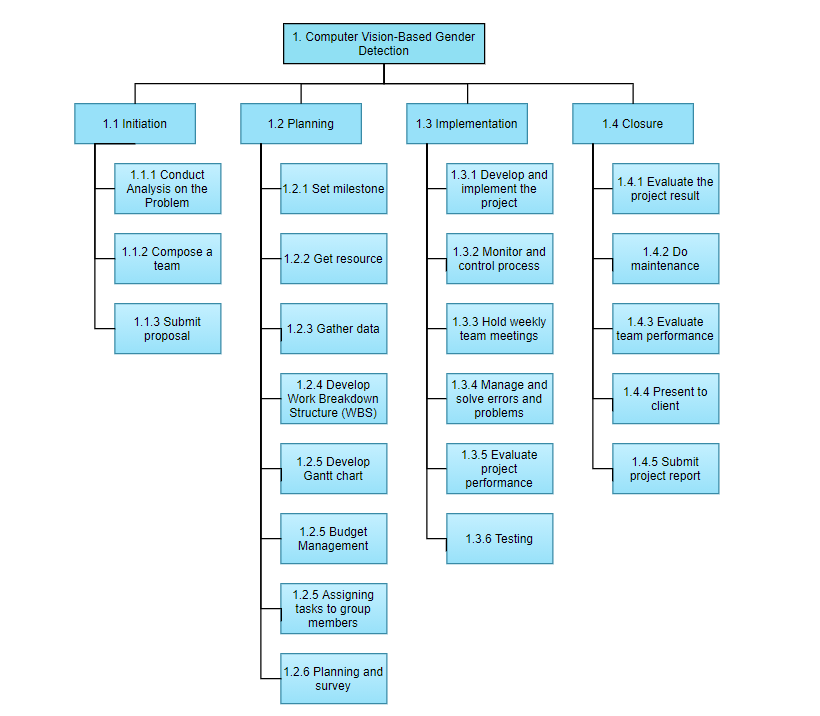 1. Computer Vision-Based Gender
Detection
1.1 Initiation
1.2 Planning
1.3 Implementation
1.4 Closure
1.1.1 Conduct
Analysis on the
Problem
1.1.2 Compose a
team
1.1.3 Submit
proposal
1.2.1 Set milestone
1.2.2 Get resource
1.2.3 Gather data
1.2.4 Develop
Work Breakdown
Structure (WBS)
1.2.5 Develop
Gantt chart
1.2.5 Budget
Management
1.2.5 Assigning
tasks to group
members
1.2.6 Planning and
survey
1.3.1 Develop and
implement the
project
1.3.2 Monitor and
control process
1.3.3 Hold weekly
team meetings
1.3.4 Manage and
solve errors and
problems
1.3.5 Evaluate
project
performance
1.3.6 Testing
1.4.1 Evaluate the
project result
1.4.2 Do
maintenance
1.4.3 Evaluate
team performance
1.4.4 Present to
client
1.4.5 Submit
project report